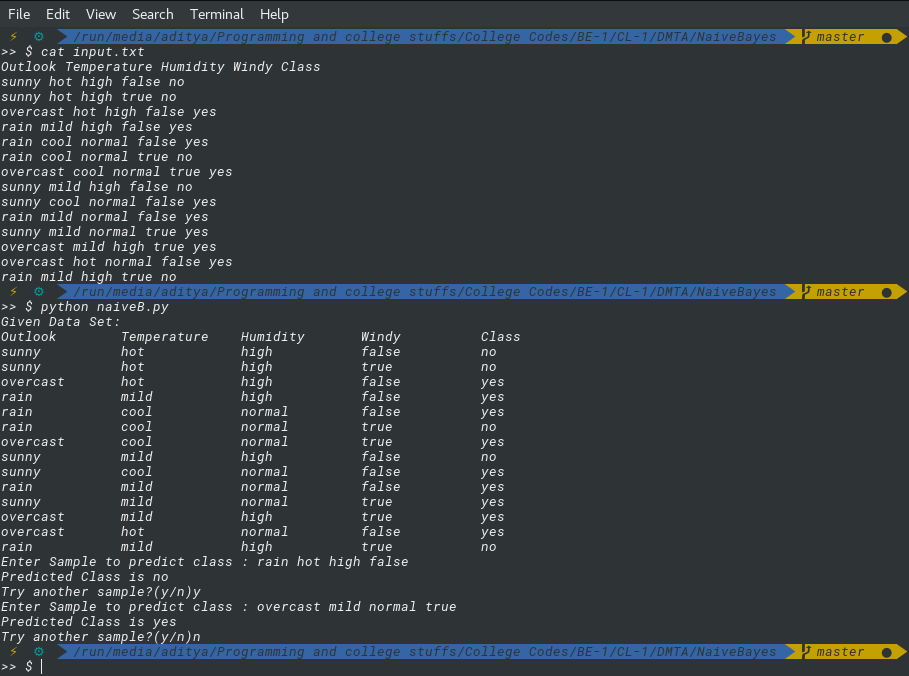 File Edit View Search Terminal Help
⚡ ⚙ /run/media/aditya/Programming and college stuffs/College Codes/BE-1/CL-1/DMTA/NaiveBayes master ●
>> $ cat input.txt
Outlook Temperature Humidity Windy Class
sunny hot high false no
sunny hot high true no
overcast hot high false yes
rain mild high false yes
rain cool normal false yes
rain cool normal true no
overcast cool normal true yes
sunny mild high false no
sunny cool normal false yes
rain mild normal false yes
sunny mild normal true yes
overcast mild high true yes
overcast hot normal false yes
rain mild high true no
⚡ ⚙ /run/media/aditya/Programming and college stuffs/College Codes/BE-1/CL-1/DMTA/NaiveBayes master ●
>> $ python naiveB.py
Given Data Set:
Outlook Temperature Humidity Windy Class
sunny hot high false no
sunny hot high true no
overcast hot high false yes
rain mild high false yes
rain cool normal false yes
rain cool normal true no
overcast cool normal true yes
sunny mild high false no
sunny cool normal false yes
rain mild normal false yes
sunny mild normal true yes
overcast mild high true yes
overcast hot normal false yes
rain mild high true no
Enter Sample to predict class : rain hot high false
Predicted Class is no
Try another sample?(y/n)y
Enter Sample to predict class : overcast mild normal true
Predicted Class is yes
Try another sample?(y/n)n
⚡ ⚙ /run/media/aditya/Programming and college stuffs/College Codes/BE-1/CL-1/DMTA/NaiveBayes master ●
>> $